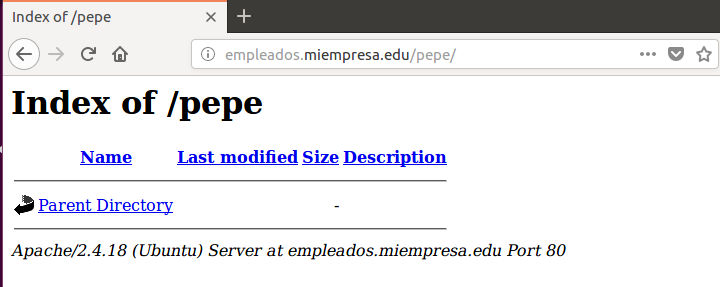 Index of /pepe
empleados.miempresa.edu/pepe/
Index of /pepe
Name Last modified Size Description
Parent Directory -
Apache/2.4.18 (Ubuntu) Server at empleados.miempresa.edu Port 80